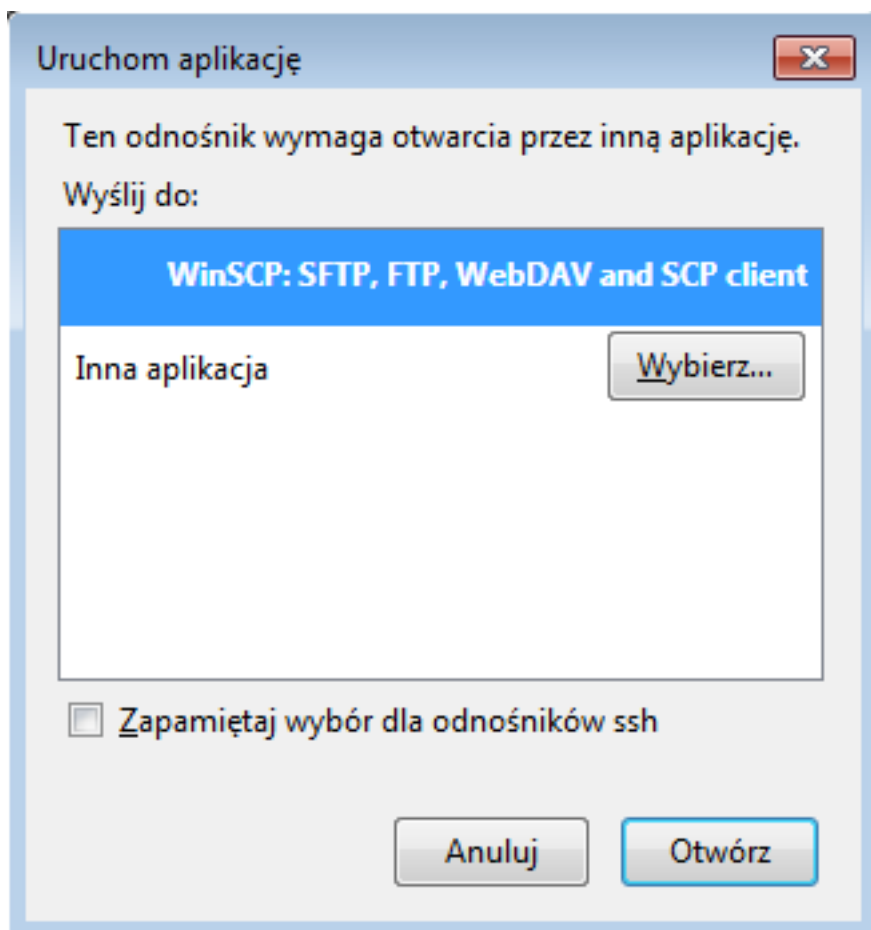 Uruchom aplikację
Ten odnośnik wymaga otwarcia przez inną aplikację.
Wyślij do:
WinSCP: SFTP, FTP, WebDAV and SCP client
Inna aplikacja
Wybierz...
Zapamiętaj wybór dla odnośników ssh
Anuluj
Otwórz